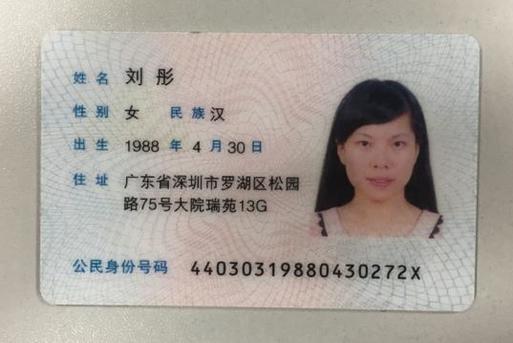 姓名 刘彤
性别 女 民族 汉
出生 1988 年 4 月 30 日
住址 广东省深圳市罗湖区松园
路75号大院瑞苑13G
公民身份号码 44030319880430272X